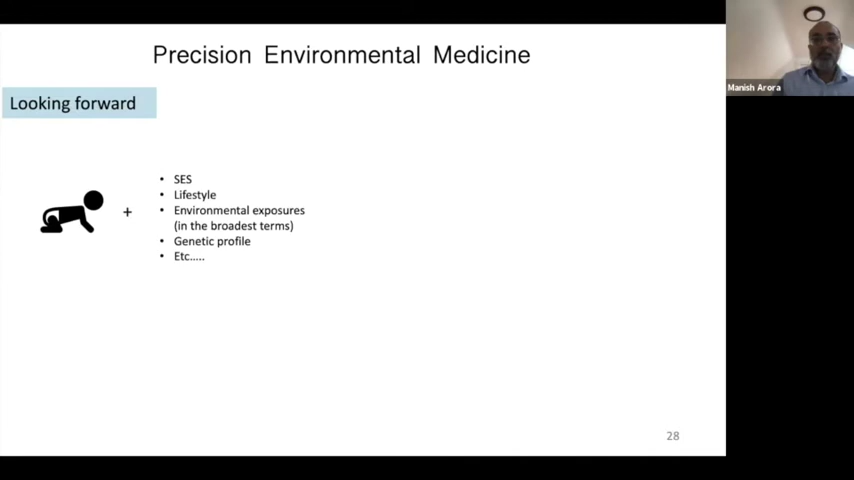 Precision Environmental Medicine
Looking forward
+
• SES
• Lifestyle
• Environmental exposures
(in the broadest terms)
• Genetic profile
• Etc.....
28
Manish Arora